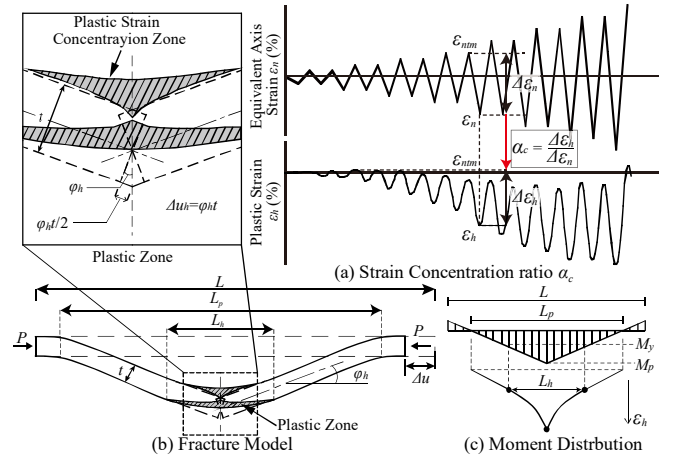 Plastic Strain
Concentrayion Zone
t
φh
φht/2
Δuh=φht
Plastic Zone
Equivalent Axis
Strain εn (%)
εntm
Δεn
εn
αc = Δεh/Δεn
Plastic Strain
εh (%)
εntm
Δεh
εh
(a) Strain Concentration ratio αc
L
Lp
Lh
P
P
t
φh
Δu
Plastic Zone
(b) Fracture Model
L
Lp
My
Mp
Lh
εh
(c) Moment Distrbution